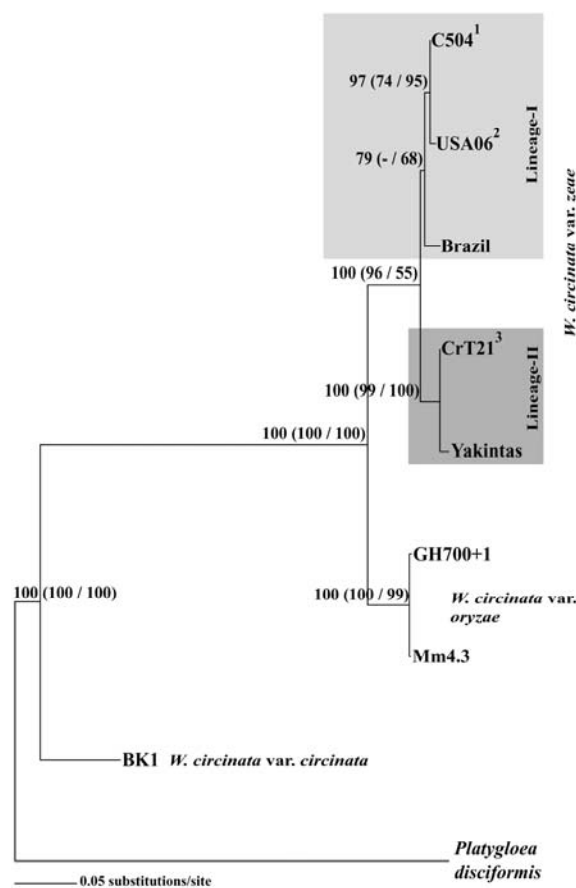 C504¹
97 (74 / 95)
USA06²
79 (- / 68)
Brazil
Lineage-I
100 (96 / 55)
CrT21³
100 (99 / 100)
Yakintas
Lineage-II
W. circinata var. zeae
100 (100 / 100)
GH700+1
100 (100 / 100)
100 (100 / 99)
W. circinata var.
oryzae
Mm4.3
BK1 W. circinata var. circinata
Platygloea
disciformis
0.05 substitutions/site